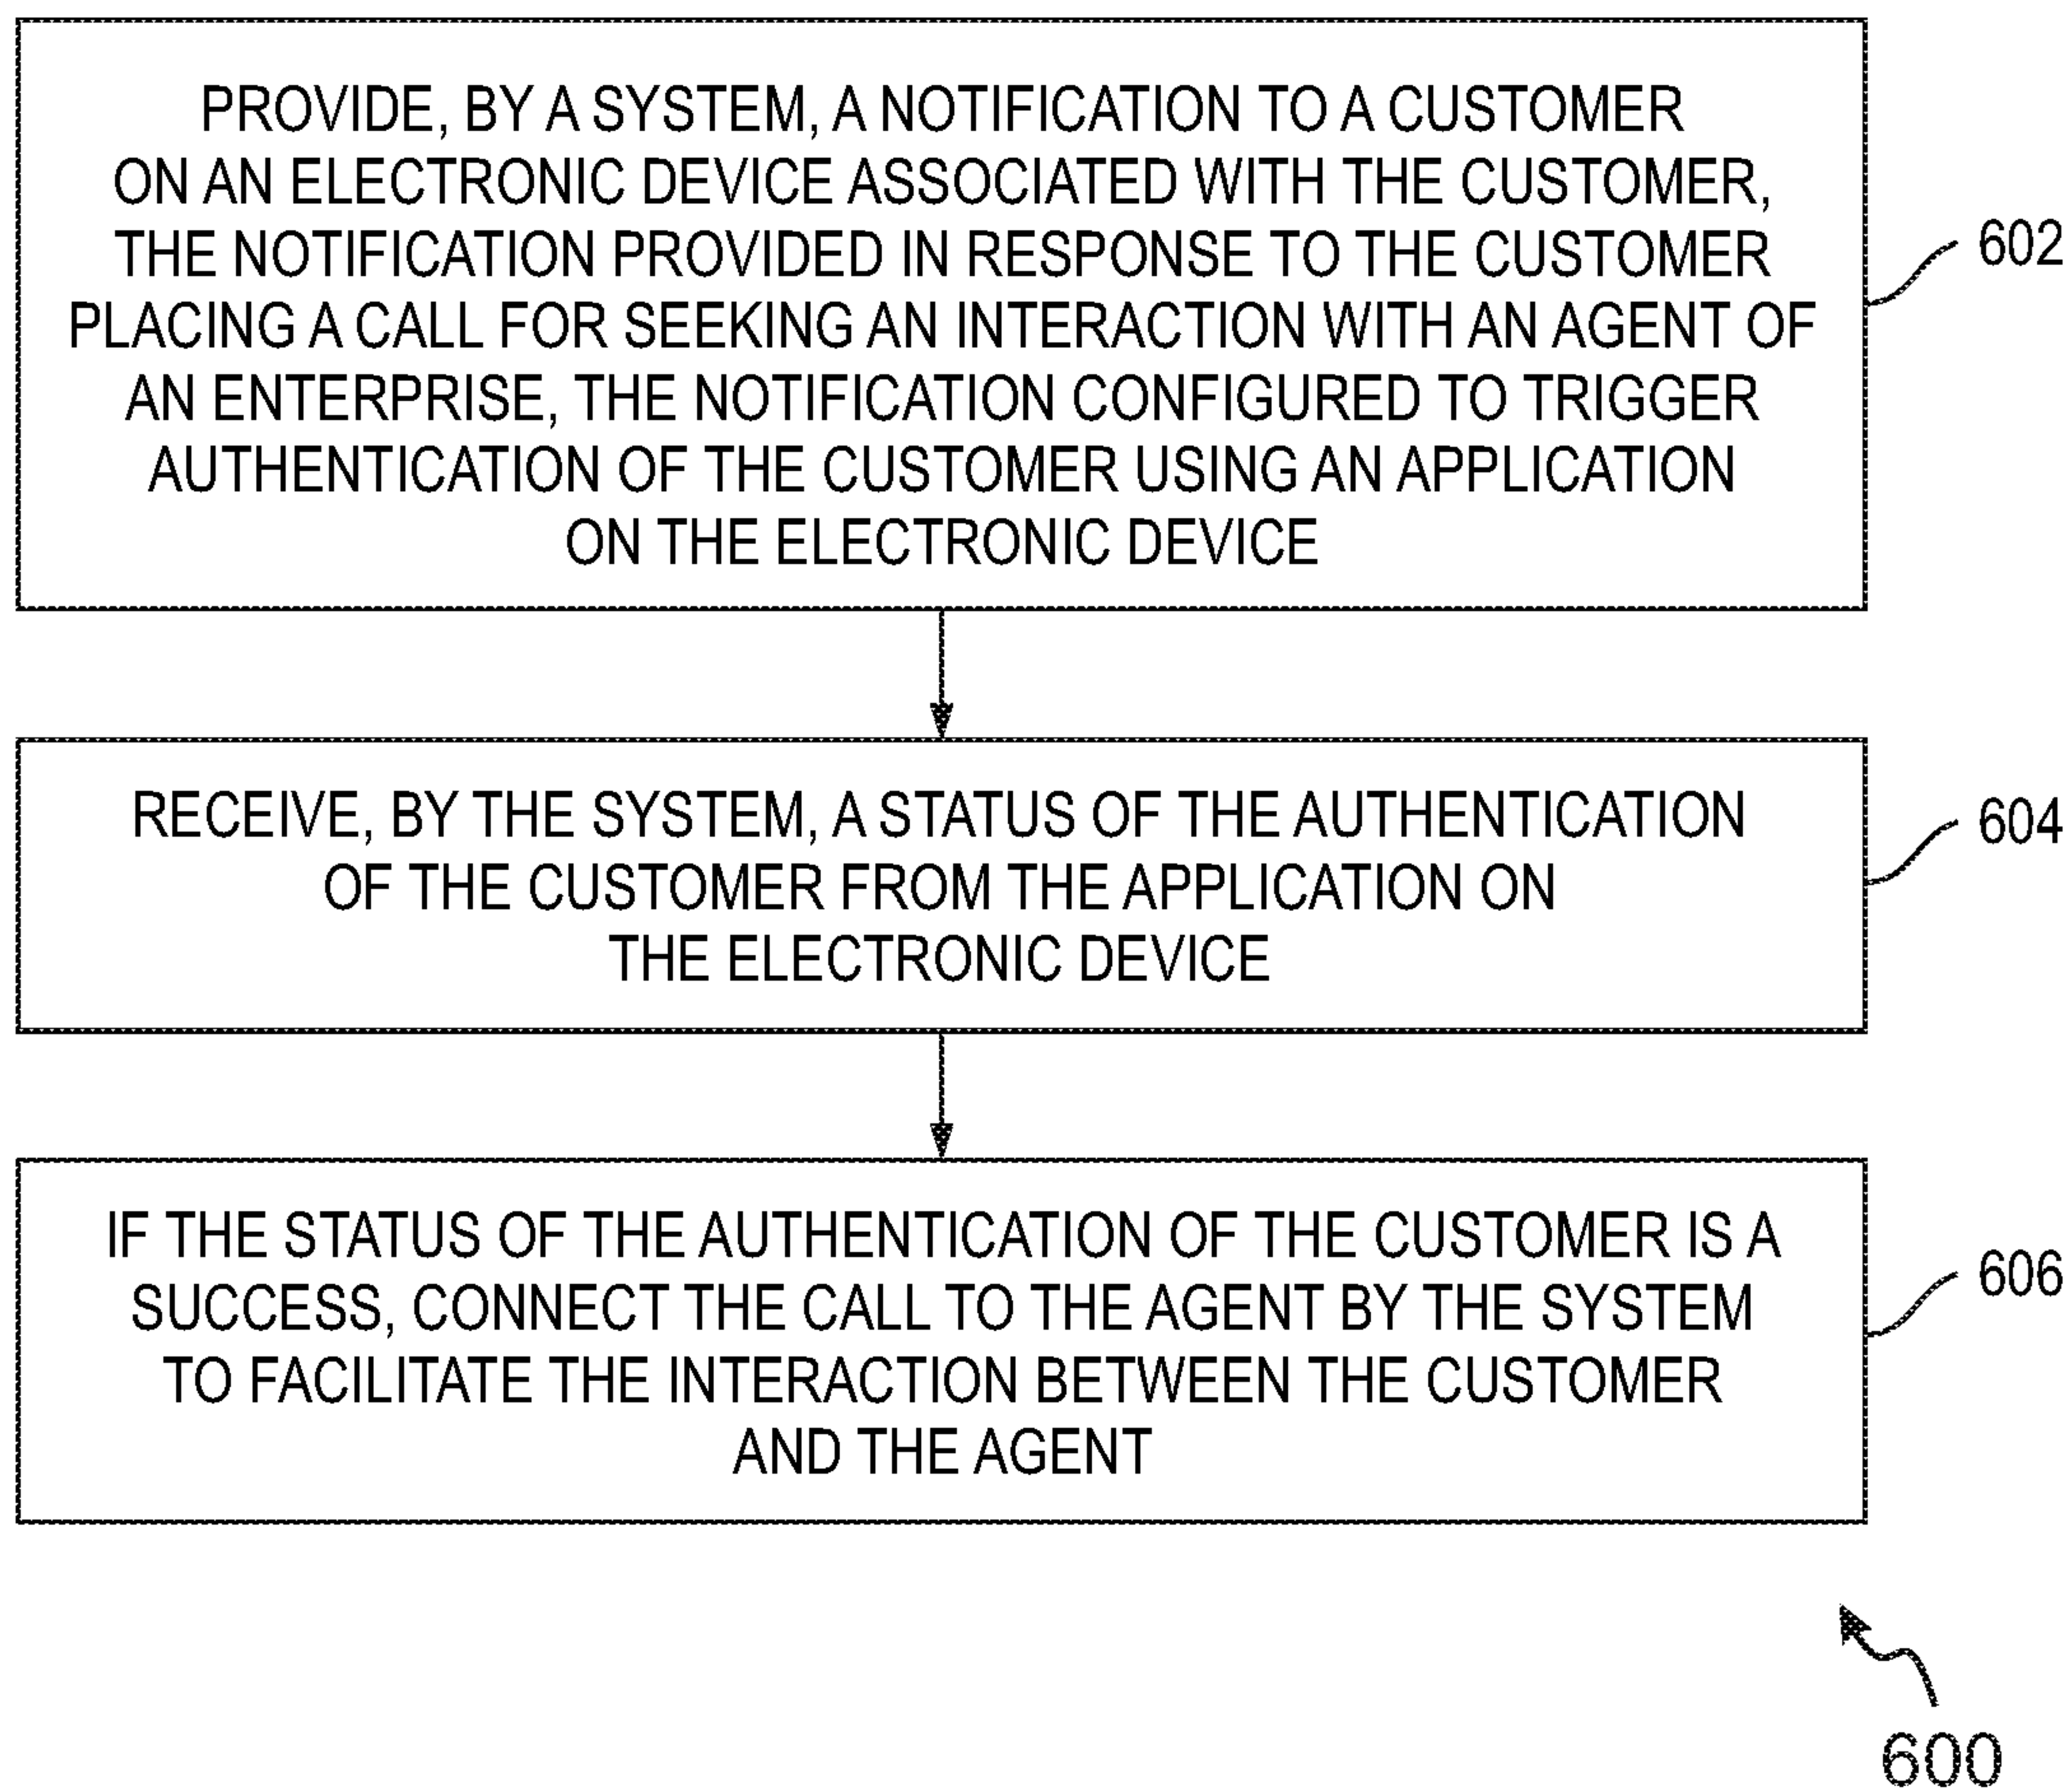 PROVIDE, BY A SYSTEM, A NOTIFICATION TO A CUSTOMER
ON AN ELECTRONIC DEVICE ASSOCIATED WITH THE CUSTOMER,
THE NOTIFICATION PROVIDED IN RESPONSE TO THE CUSTOMER
PLACING A CALL FOR SEEKING AN INTERACTION WITH AN AGENT OF
AN ENTERPRISE, THE NOTIFICATION CONFIGURED TO TRIGGER
AUTHENTICATION OF THE CUSTOMER USING AN APPLICATION
ON THE ELECTRONIC DEVICE
602
RECEIVE, BY THE SYSTEM, A STATUS OF THE AUTHENTICATION
OF THE CUSTOMER FROM THE APPLICATION ON
THE ELECTRONIC DEVICE
604
IF THE STATUS OF THE AUTHENTICATION OF THE CUSTOMER IS A
SUCCESS, CONNECT THE CALL TO THE AGENT BY THE SYSTEM
TO FACILITATE THE INTERACTION BETWEEN THE CUSTOMER
AND THE AGENT
606
600